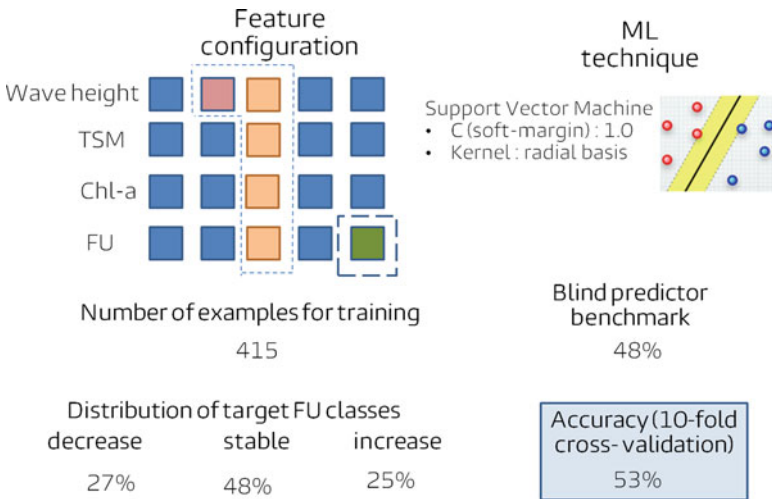 Feature
configuration
ML
technique
Wave height
TSM
Chl-a
FU
Support Vector Machine
• C (soft-margin) : 1.0
• Kernel : radial basis
Number of examples for training
415
Blind predictor
benchmark
48%
Distribution of target FU classes
decrease stable increase
27% 48% 25%
Accuracy (10-fold
cross- validation)
53%